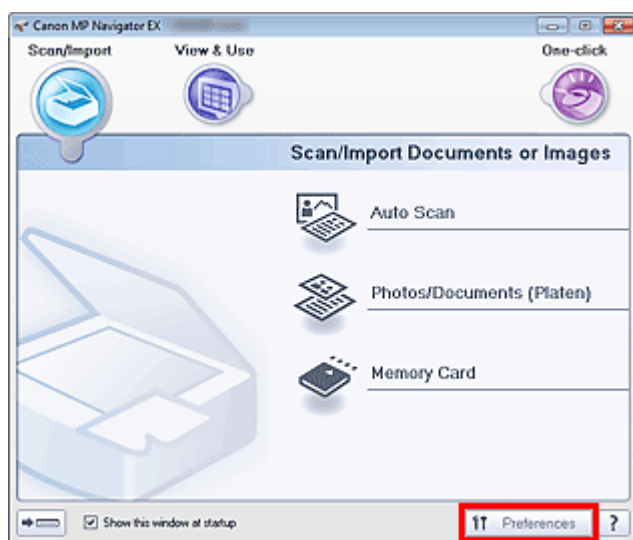 Canon MP Navigator EX
Scan/Import
View & Use
One-click
Scan/Import Documents or Images
Auto Scan
Photos/Documents (Platen)
Memory Card
Show this window at startup
Preferences
?